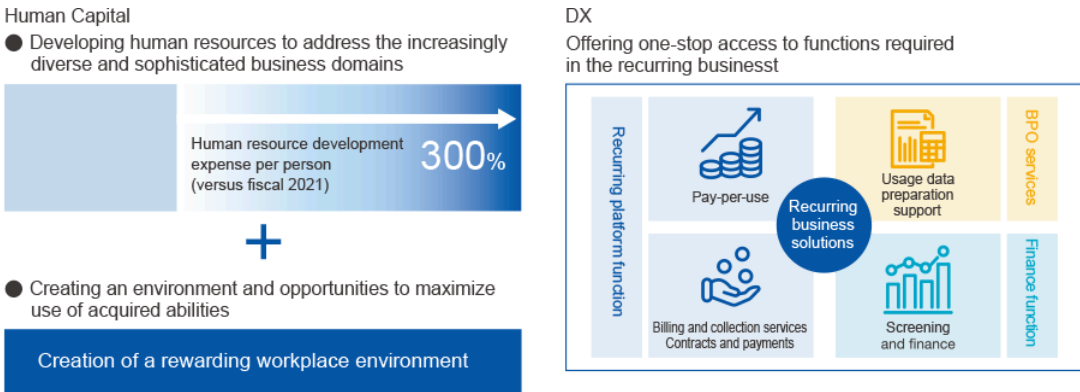 Human Capital
● Developing human resources to address the increasingly
diverse and sophisticated business domains
Human resource development
expense per person
(versus fiscal 2021)
300%
+
● Creating an environment and opportunities to maximize
use of acquired abilities
Creation of a rewarding workplace environment
DX
Offering one-stop access to functions required
in the recurring businesst
Recurring platform function
Pay-per-use
Usage data
preparation
support
BPO services
Recurring
business
solutions
Billing and collection services
Contracts and payments
Screening
and finance
Finance function